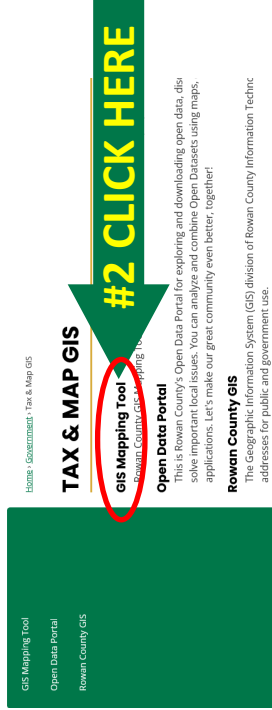 GIS Mapping Tool
Open Data Portal
Rowan County GIS
Home › Government › Tax & Map GIS
TAX & MAP GIS
#2 CLICK HERE
GIS Mapping Tool
Rowan County GIS Mapping
Open Data Portal
This is Rowan County's Open Data Portal for exploring and downloading open data,
solve important local issues. You can analyze and combine Open Datasets using maps,
applications. Let's make our great community even better, together!
Rowan County GIS
The Geographic Information System (GIS) division of Rowan County Information
addresses for public and government use.